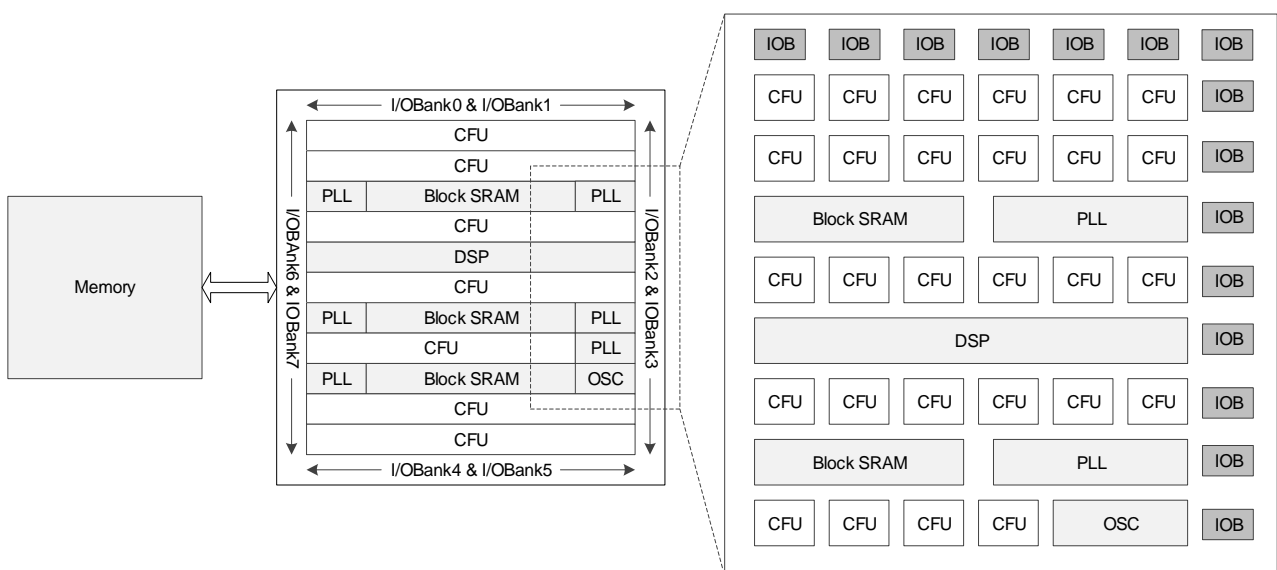 Memory
I/OBank0 & I/OBank1
I/OBAnk6 & IOBank7
CFU
CFU
PLL Block SRAM PLL
CFU
DSP
CFU
PLL Block SRAM PLL
CFU PLL
PLL Block SRAM OSC
CFU
CFU
I/OBank2 & IOBank3
I/OBank4 & I/OBank5
IOB IOB IOB IOB IOB IOB IOB
CFU CFU CFU CFU CFU CFU IOB
CFU CFU CFU CFU CFU CFU IOB
Block SRAM PLL IOB
CFU CFU CFU CFU CFU CFU IOB
DSP IOB
CFU CFU CFU CFU CFU CFU IOB
Block SRAM PLL IOB
CFU CFU CFU CFU OSC IOB